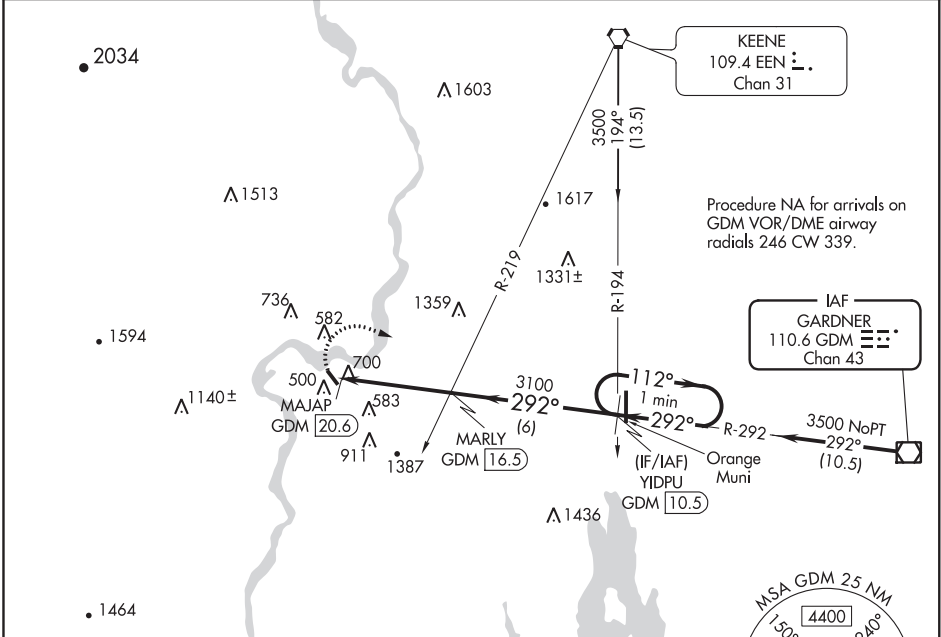 2034
KEENE
109.4 EEN
Chan 31
1603
3500
194°
(13.5)
1513
1617
Procedure NA for arrivals on
GDM VOR/DME airway
radials 246 CW 339.
R-219
1331±
R-194
736
1359
582
IAF
GARDNER
110.6 GDM
Chan 43
1594
700
500
1140±
MAJAP
GDM 20.6
583
911
1387
3100
292°
(6)
MARLY
GDM 16.5
112°
1 min
292°
R-292
3500 NoPT
292°
(10.5)
(IF/IAF)
YIDPU
GDM 10.5
Orange
Muni
1436
MSA GDM 25 NM
4400
1464
240°